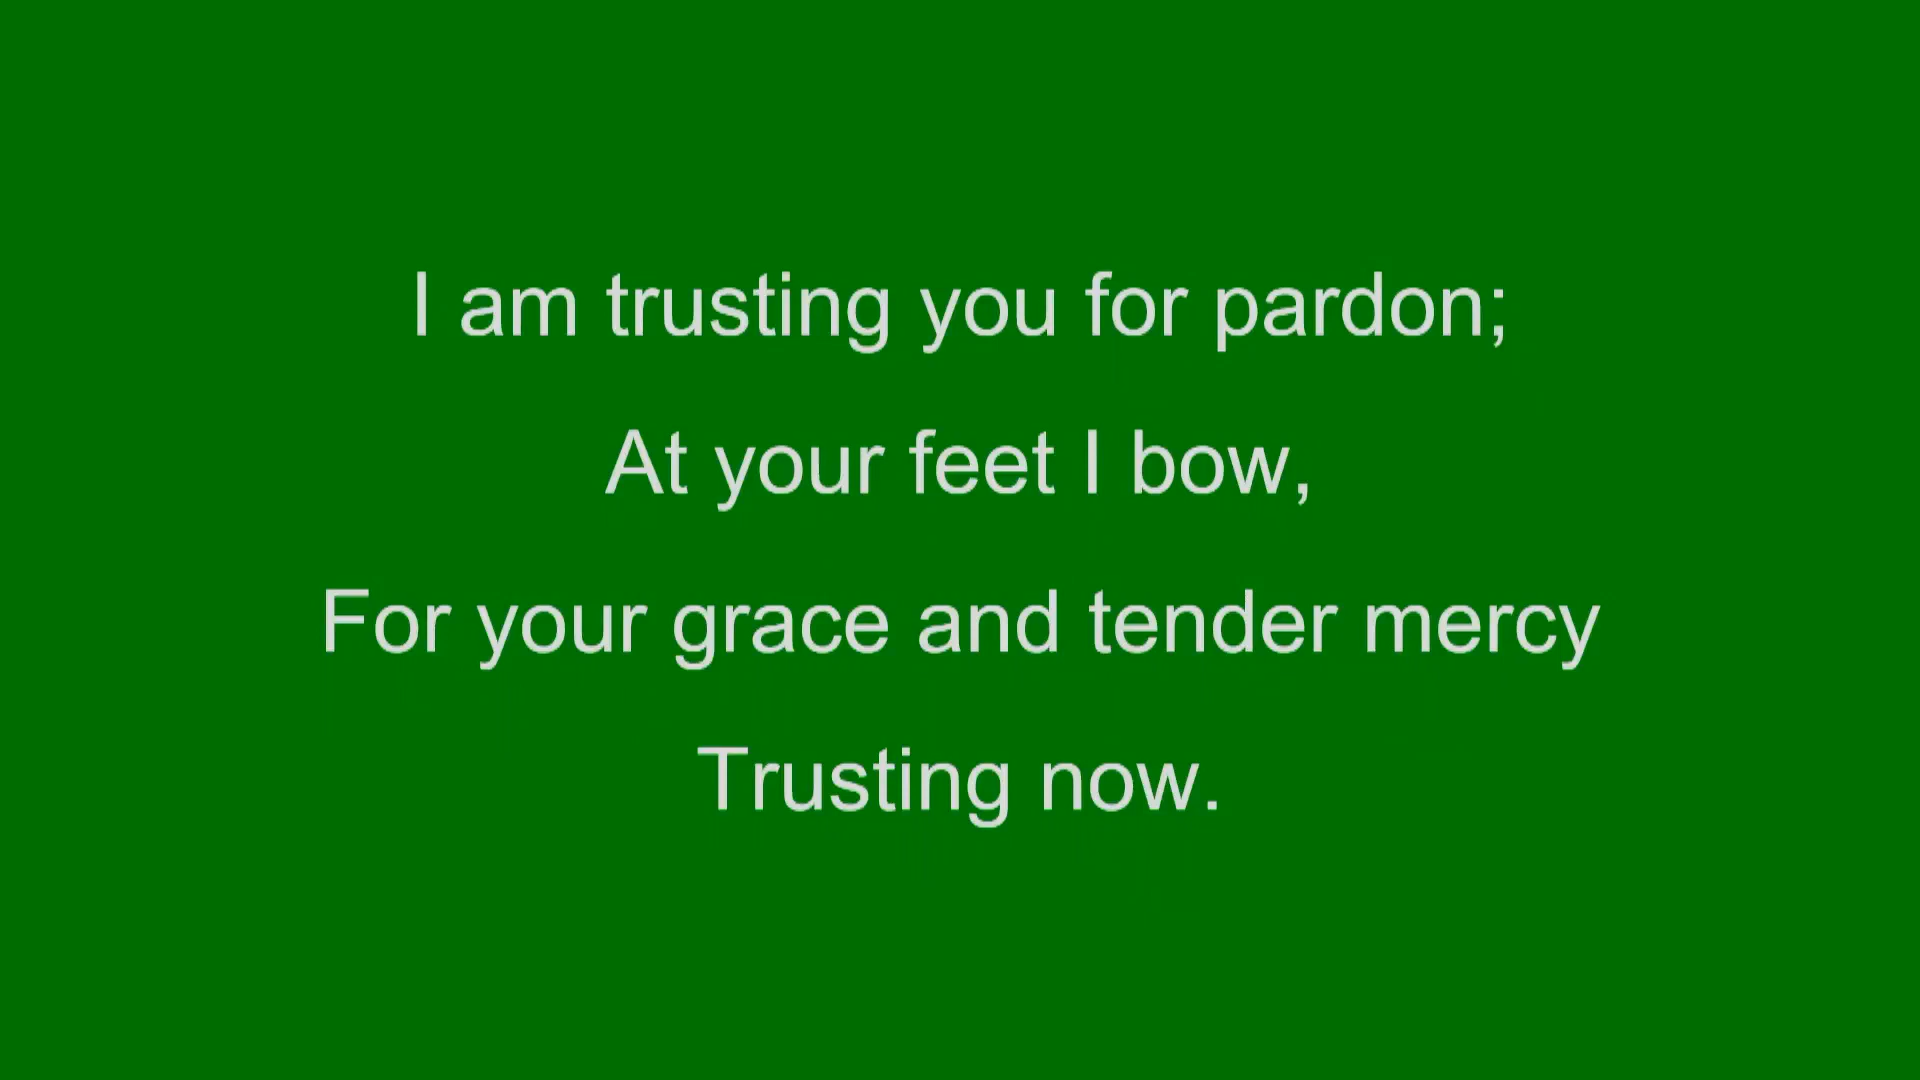 I am trusting you for pardon;
At your feet I bow,
For your grace and tender mercy
Trusting now.